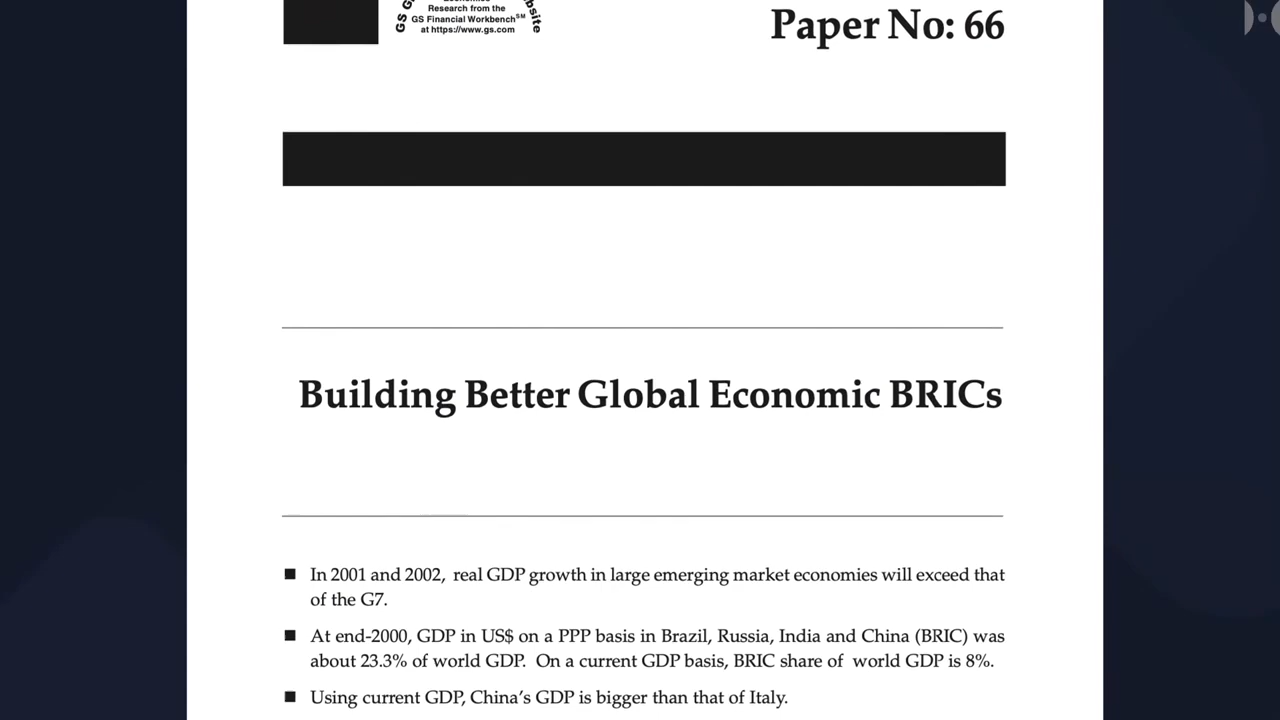 Research from the
GS Financial Workbench℠
at https://www.gs.com
GS
Paper No: 66
Building Better Global Economic BRICs
■ In 2001 and 2002, real GDP growth in large emerging market economies will exceed that
of the G7.
■ At end-2000, GDP in US$ on a PPP basis in Brazil, Russia, India and China (BRIC) was
about 23.3% of world GDP. On a current GDP basis, BRIC share of world GDP is 8%.
■ Using current GDP, China's GDP is bigger than that of Italy.